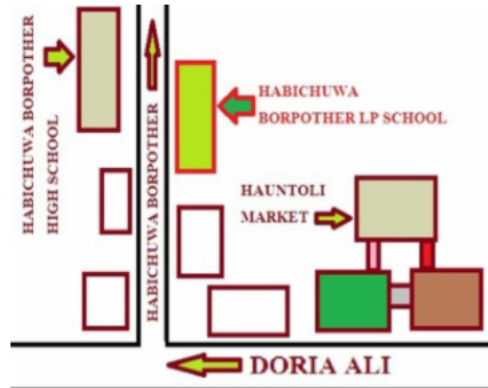 HABICHUWA BORPOTHER
HIGH SCHOOL
HABICHUWA BORPOTHER
HABICHUWA
BORPOTHER LP SCHOOL
HAUNTOLI
MARKET
DORIA ALI